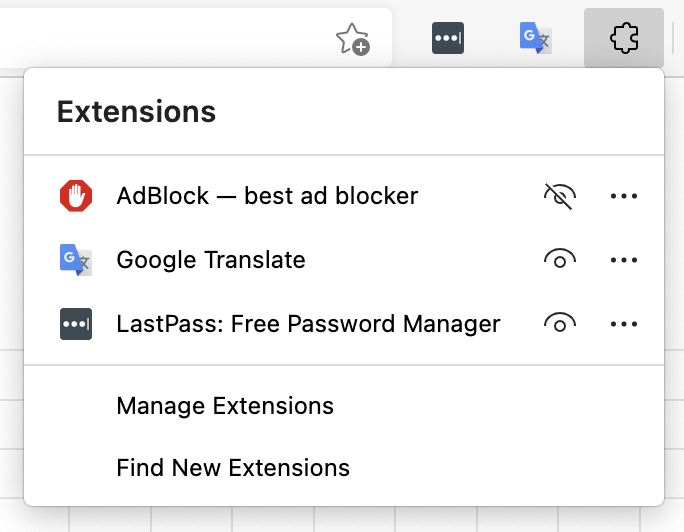 Extensions
AdBlock — best ad blocker
Google Translate
LastPass: Free Password Manager
Manage Extensions
Find New Extensions